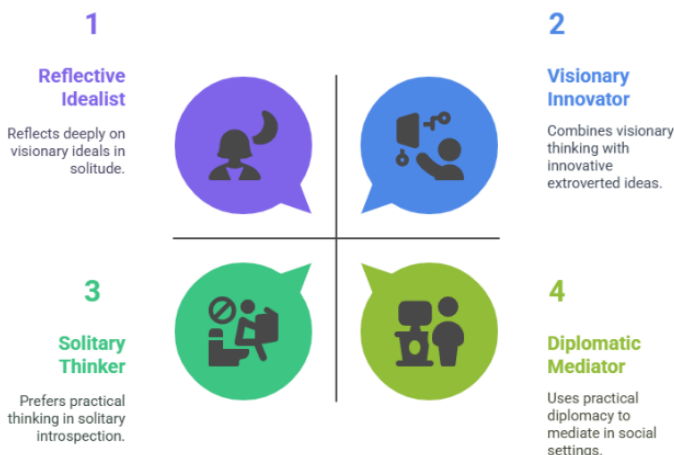 1
Reflective
Idealist
Reflects deeply on
visionary ideals in
solitude.
2
Visionary
Innovator
Combines visionary
thinking with
innovative
extroverted ideas.
3
Solitary
Thinker
Prefers practical
thinking in solitary
introspection.
4
Diplomatic
Mediator
Uses practical
diplomacy to
mediate in social
settings.